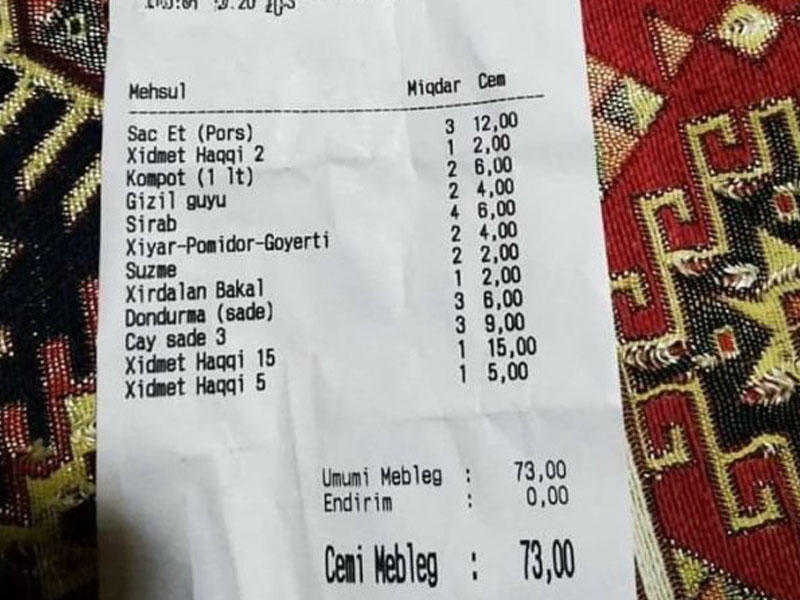 Mehsul Miqdar Cem
Sac Et (Pors) 3 12,00
Xidmet Haqqi 2 1 2,00
Kompot (1 lt) 2 6,00
Gizil guyu 2 4,00
Sirab 4 6,00
Xiyar-Pomidor-Goyerti 2 4,00
Suzme 2 2,00
Xirdalan Bakal 1 2,00
Dondurma (sade) 3 6,00
Cay sade 3 3 9,00
Xidmet Haqqi 15 1 15,00
Xidmet Haqqi 5 1 5,00
Umumi Mebleg : 73,00
Endirim : 0,00
Cemi Mebleg : 73,00